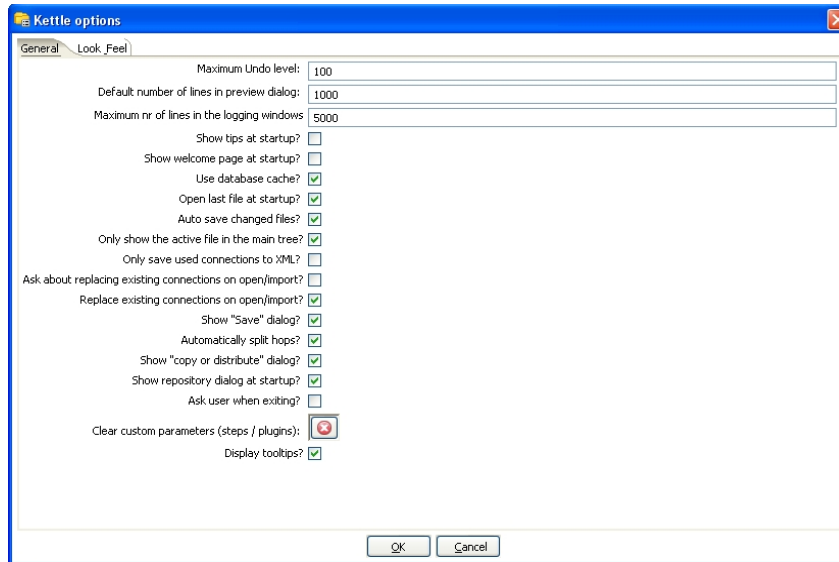 Kettle options
General Look Feel
Maximum Undo level: 100
Default number of lines in preview dialog: 1000
Maximum nr of lines in the logging windows 5000
Show tips at startup?
Show welcome page at startup?
Use database cache?
Open last file at startup?
Auto save changed files?
Only show the active file in the main tree?
Only save used connections to XML?
Ask about replacing existing connections on open/import?
Replace existing connections on open/import?
Show "Save" dialog?
Automatically split hops?
Show "copy or distribute" dialog?
Show repository dialog at startup?
Ask user when exiting?
Clear custom parameters (steps / plugins):
Display tooltips?
OK Cancel